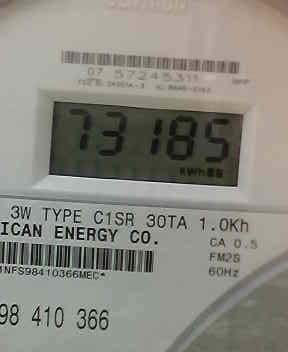 07 57245311
73185
KWH
3W TYPE C1SR 30TA 1.0Kh
ICAN ENERGY CO.
CA 0.5
FM2S
60Hz
1NFS98410366MEC*
98 410 366